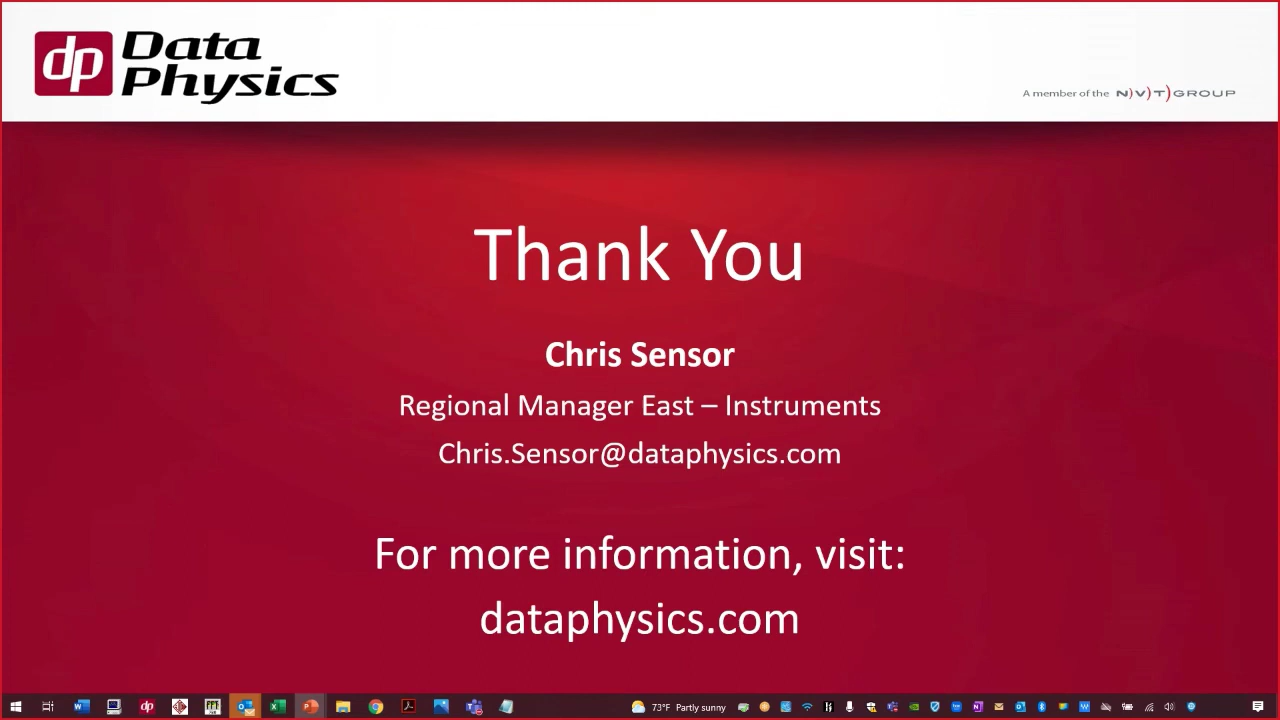 dp Data
Physics
A member of the N)V)T)GROUP
Thank You
Chris Sensor
Regional Manager East – Instruments
Chris.Sensor@dataphysics.com
For more information, visit:
dataphysics.com
73°F Partly sunny